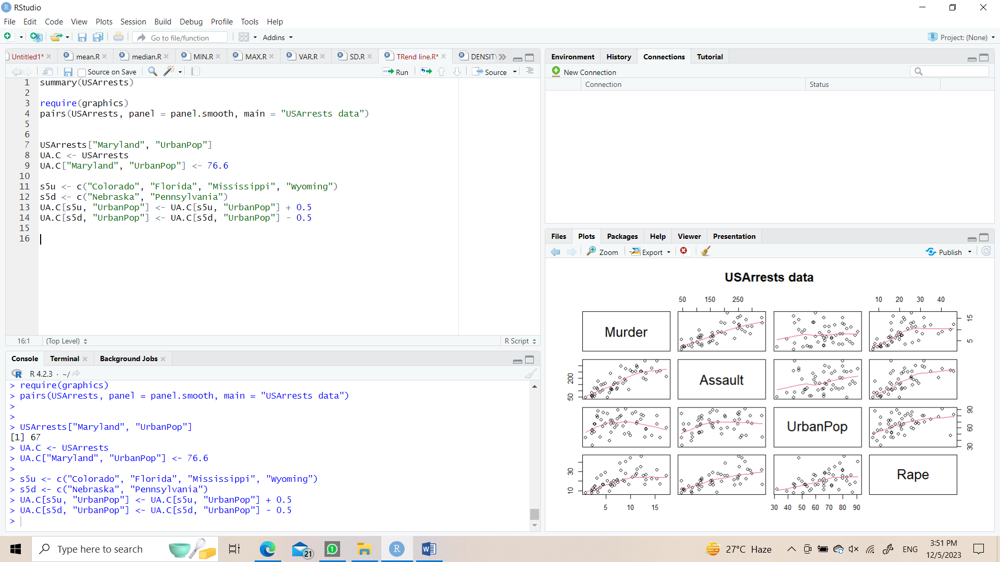 RStudio
File Edit Code View Plots Session Build Debug Profile Tools Help
Go to file/function Addins Project: (None)
Untitled1* mean.R median.R MIN.R MAX.R VAR.R SD.R TRend line.R* DENSIT
Source on Save Run Source
1 summary(USArrests)
2
3 require(graphics)
4 pairs(USArrests, panel = panel.smooth, main = "USArrests data")
5
6
7 USArrests["Maryland", "UrbanPop"]
8 UA.C <- USArrests
9 UA.C["Maryland", "UrbanPop"] <- 76.6
10
11 s5u <- c("Colorado", "Florida", "Mississippi", "Wyoming")
12 s5d <- c("Nebraska", "Pennsylvania")
13 UA.C[s5u, "UrbanPop"] <- UA.C[s5u, "UrbanPop"] + 0.5
14 UA.C[s5d, "UrbanPop"] <- UA.C[s5d, "UrbanPop"] - 0.5
15
16
16:1 (Top Level) R Script
Console Terminal Background Jobs
R 4.2.3 · ~/
> require(graphics)
> pairs(USArrests, panel = panel.smooth, main = "USArrests data")
>
>
> USArrests["Maryland", "UrbanPop"]
[1] 67
> UA.C <- USArrests
> UA.C["Maryland", "UrbanPop"] <- 76.6
>
> s5u <- c("Colorado", "Florida", "Mississippi", "Wyoming")
> s5d <- c("Nebraska", "Pennsylvania")
> UA.C[s5u, "UrbanPop"] <- UA.C[s5u, "UrbanPop"] + 0.5
> UA.C[s5d, "UrbanPop"] <- UA.C[s5d, "UrbanPop"] - 0.5
>
Environment History Connections Tutorial
New Connection
Connection Status
Files Plots Packages Help Viewer Presentation
Zoom Export Publish
USArrests data
50 150 250 10 20 30 40
Murder 5 15
50 200 Assault
UrbanPop 30 60 90
10 30 Rape
5 10 15 30 40 50 60 70 80 90
Type here to search 21 1 27°C Haze ENG 3:51 PM
12/5/2023